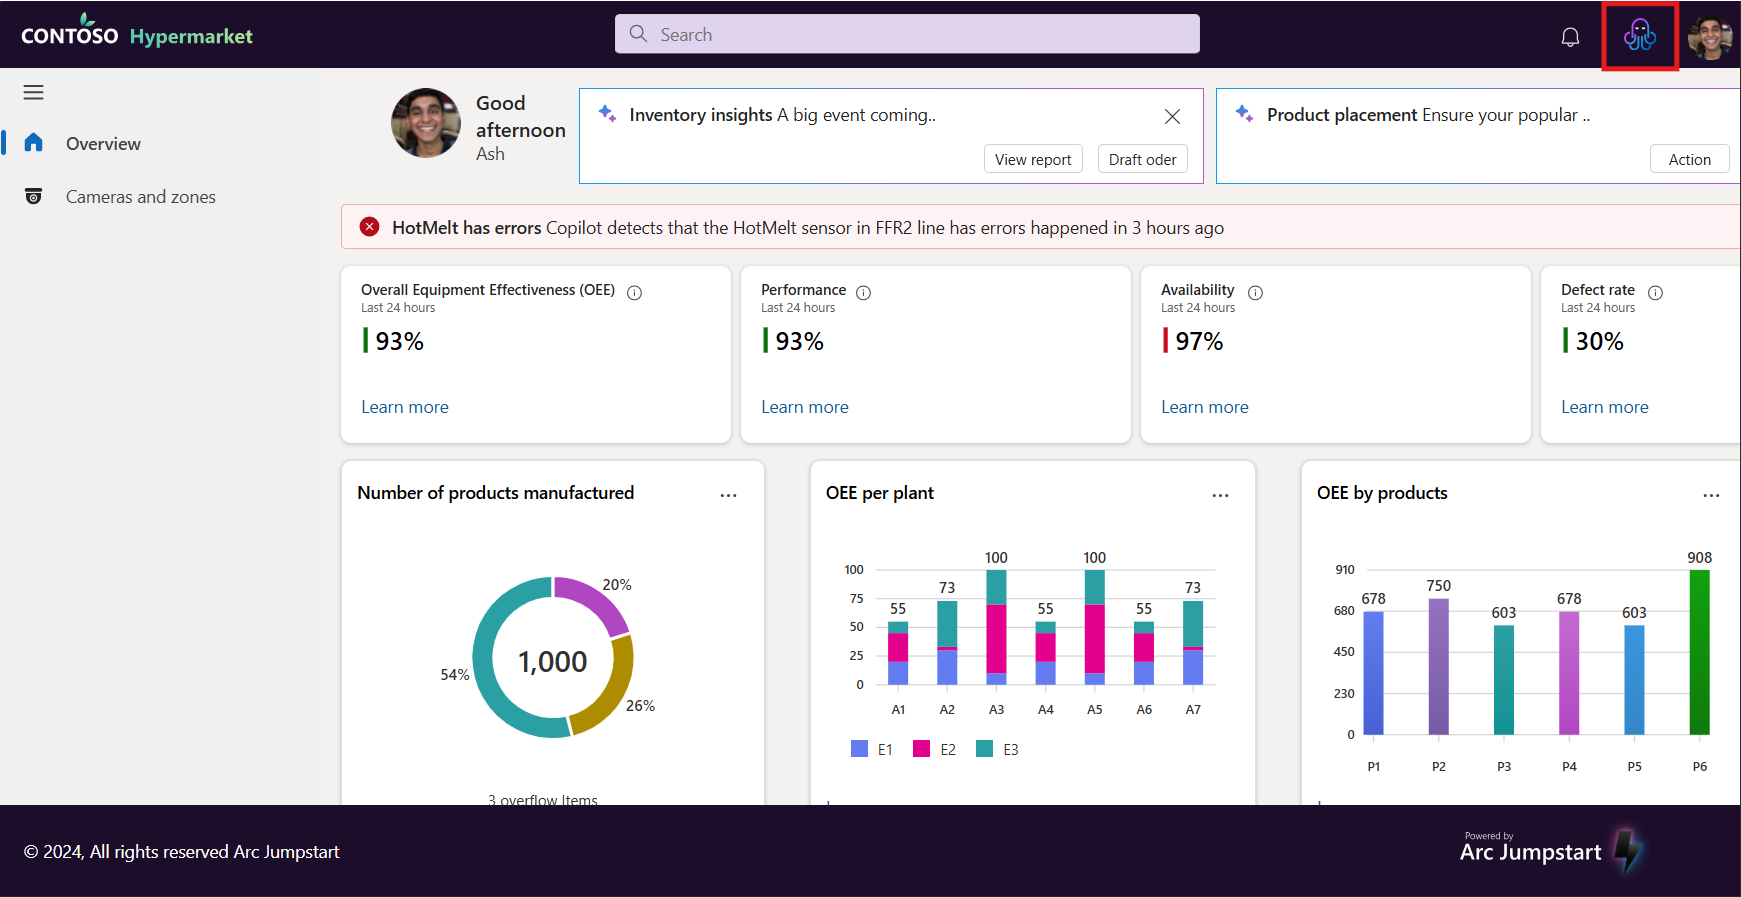 CONTOSO Hypermarket
Search
Overview
Cameras and zones
Good
afternoon
Ash
Inventory insights A big event coming..
View report
Draft oder
Product placement Ensure your popular ..
Action
HotMelt has errors Copilot detects that the HotMelt sensor in FFR2 line has errors happened in 3 hours ago
Overall Equipment Effectiveness (OEE)
Last 24 hours
93%
Learn more
Performance
Last 24 hours
93%
Learn more
Availability
Last 24 hours
97%
Learn more
Defect rate
Last 24 hours
30%
Learn more
Number of products manufactured
20%
1,000
54%
26%
3 overflow Items
OEE per plant
100
75
50
25
0
55
73
100
55
100
55
73
A1
A2
A3
A4
A5
A6
A7
E1
E2
E3
OEE by products
910
680
450
230
0
678
750
603
678
603
908
P1
P2
P3
P4
P5
P6
© 2024, All rights reserved Arc Jumpstart
Powered by
Arc Jumpstart